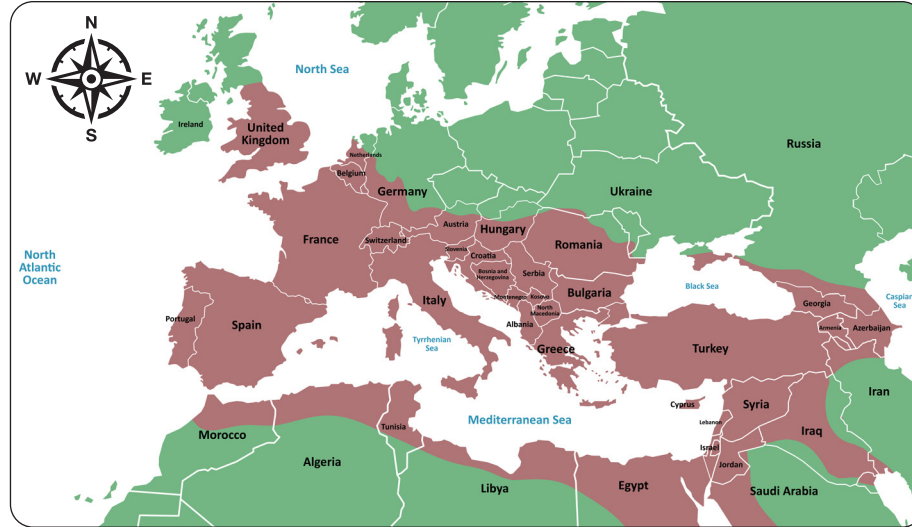 N
W
E
S
North Sea
Ireland
United
Kingdom
Russia
Netherlands
Belgium
Germany
Ukraine
North
Atlantic
Ocean
France
Switzerland
Austria
Hungary
Slovenia
Croatia
Romania
Bosnia and
Herzegovina
Serbia
Italy
Montenegro
Kosovo
Bulgaria
Black Sea
Georgia
Caspian
Sea
North
Macedonia
Portugal
Spain
Albania
Armenia
Azerbaijan
Tyrrhenian
Sea
Greece
Turkey
Iran
Mediterranean Sea
Cyprus
Syria
Lebanon
Iraq
Morocco
Tunisia
Israel
Jordan
Algeria
Libya
Egypt
Saudi Arabia